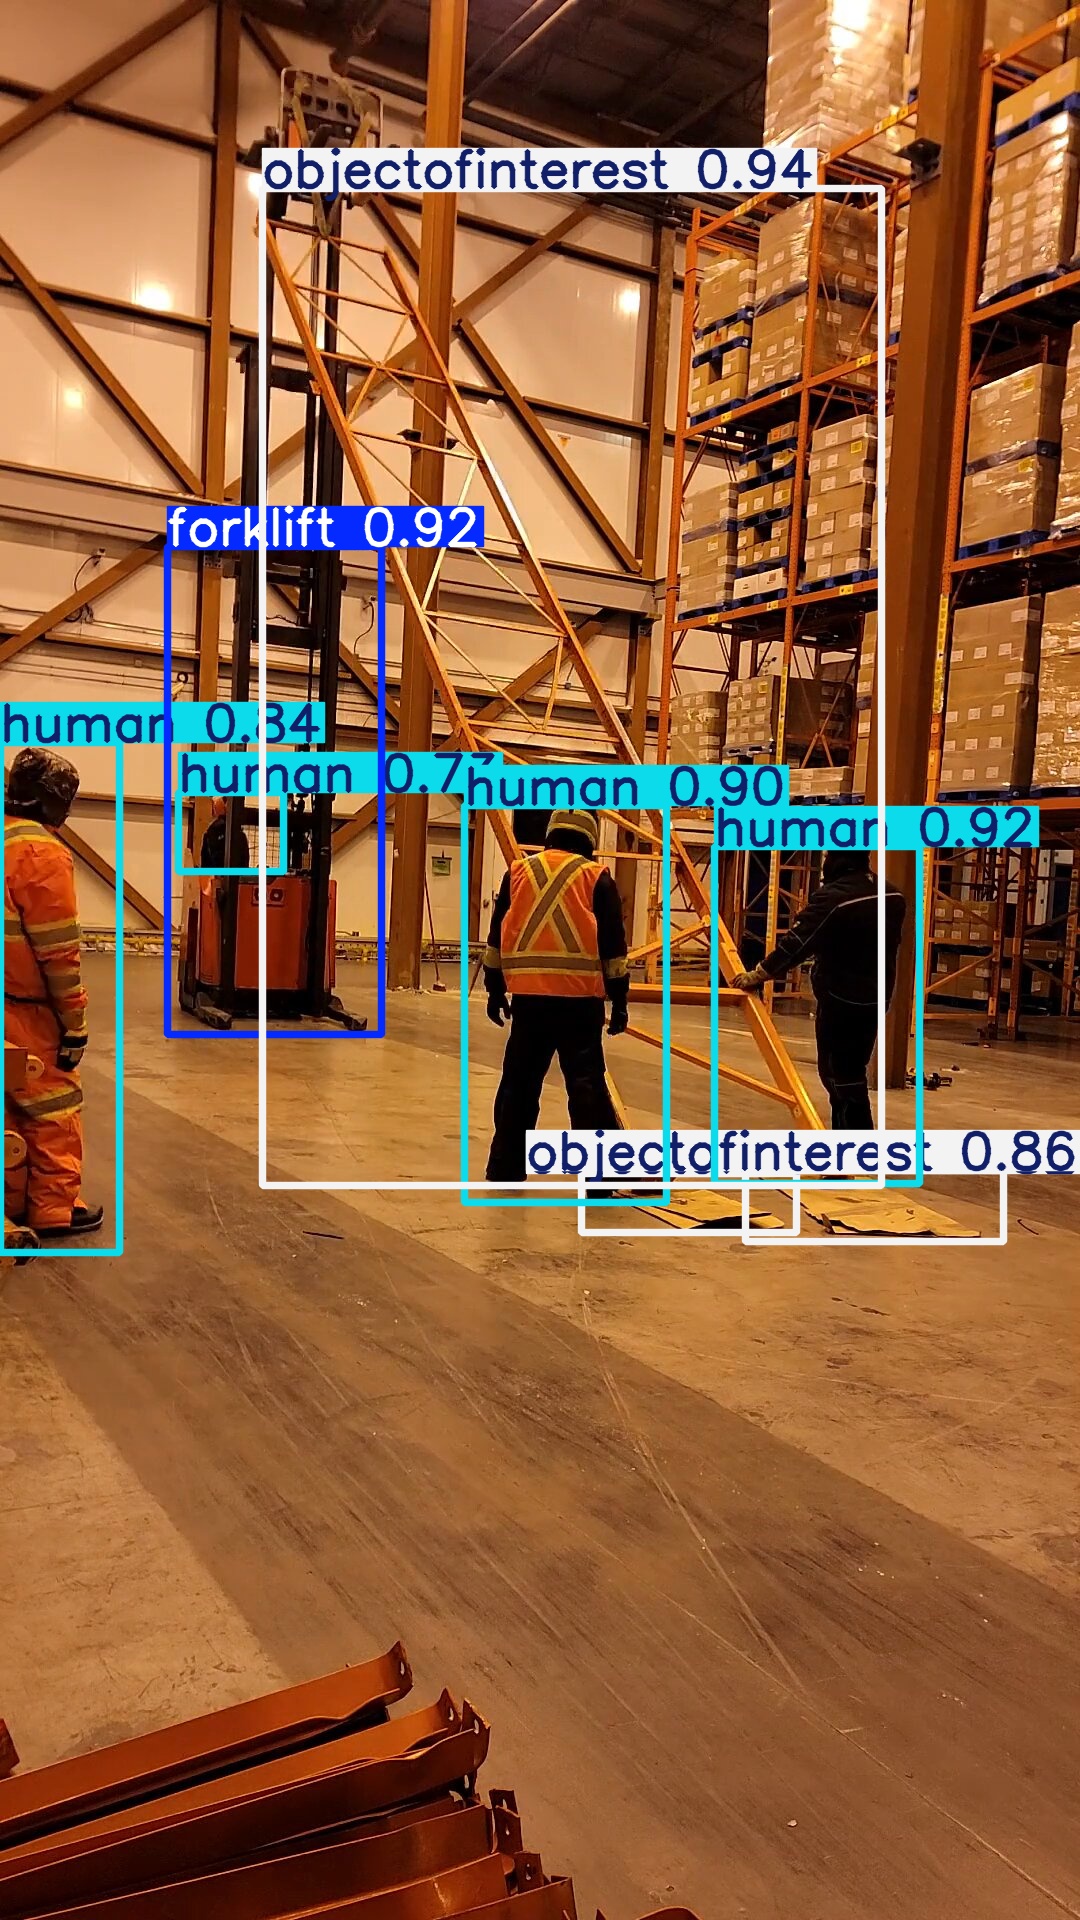 objectofinterest 0.94
forklift 0.92
human 0.84
human 0.77
human 0.90
human 0.92
objectofinterest 0.86